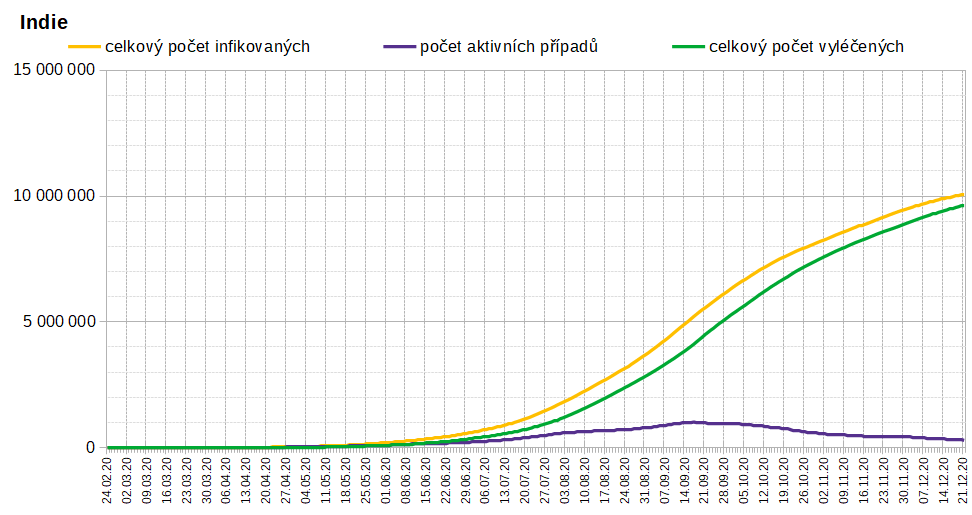 Indie
celkový počet infikovaných počet aktivních případů celkový počet vyléčených
15 000 000
10 000 000
5 000 000
0
24.02.20 02.03.20 09.03.20 16.03.20 23.03.20 30.03.20 06.04.20 13.04.20 20.04.20 27.04.20 04.05.20 11.05.20 18.05.20 25.05.20 01.06.20 08.06.20 15.06.20 22.06.20 29.06.20 06.07.20 13.07.20 20.07.20 27.07.20 03.08.20 10.08.20 17.08.20 24.08.20 31.08.20 07.09.20 14.09.20 21.09.20 28.09.20 05.10.20 12.10.20 19.10.20 26.10.20 02.11.20 09.11.20 16.11.20 23.11.20 30.11.20 07.12.20 14.12.20 21.12.20